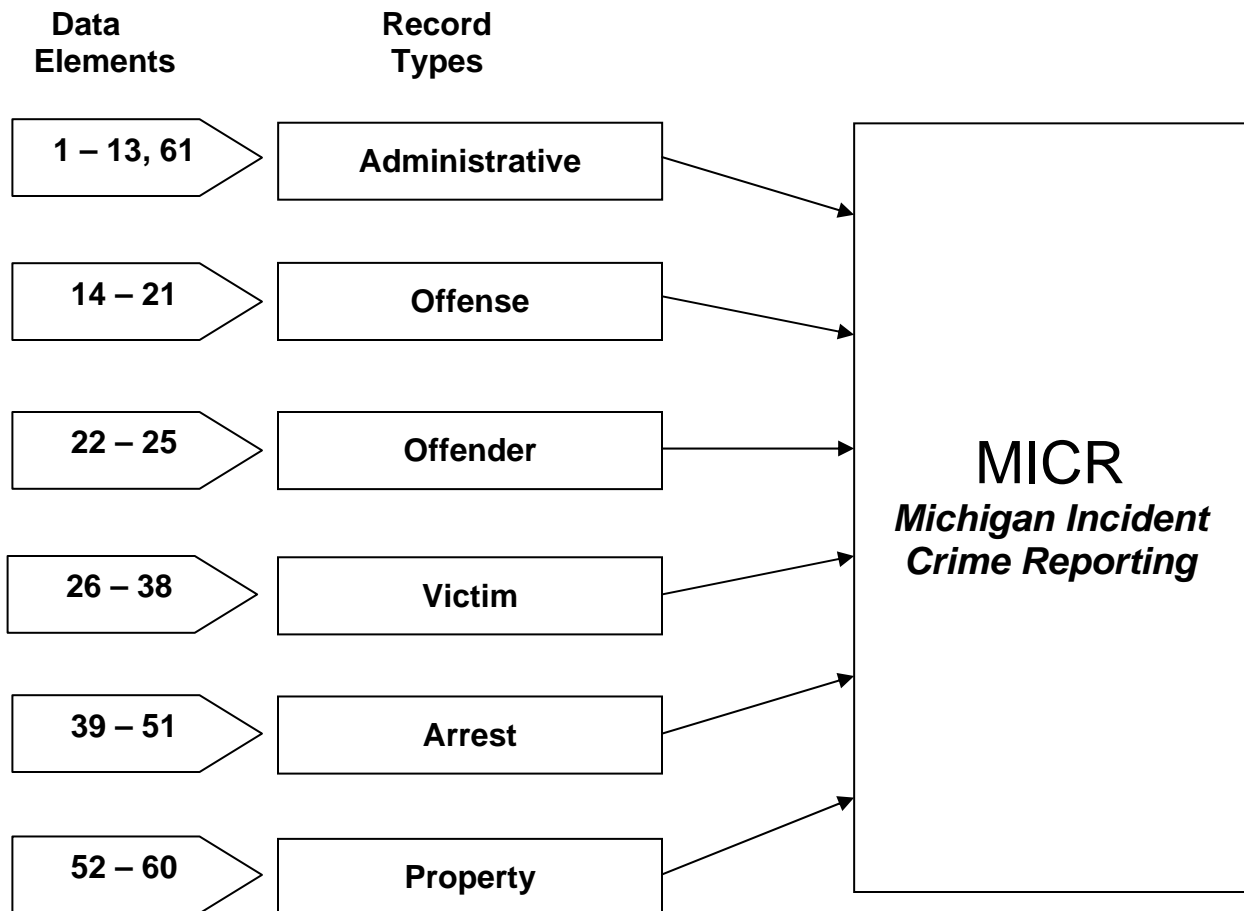 Data
Elements
Record
Types
1 – 13, 61
Administrative
14 – 21
Offense
22 – 25
Offender
26 – 38
Victim
39 – 51
Arrest
52 – 60
Property
MICR
Michigan Incident
Crime Reporting